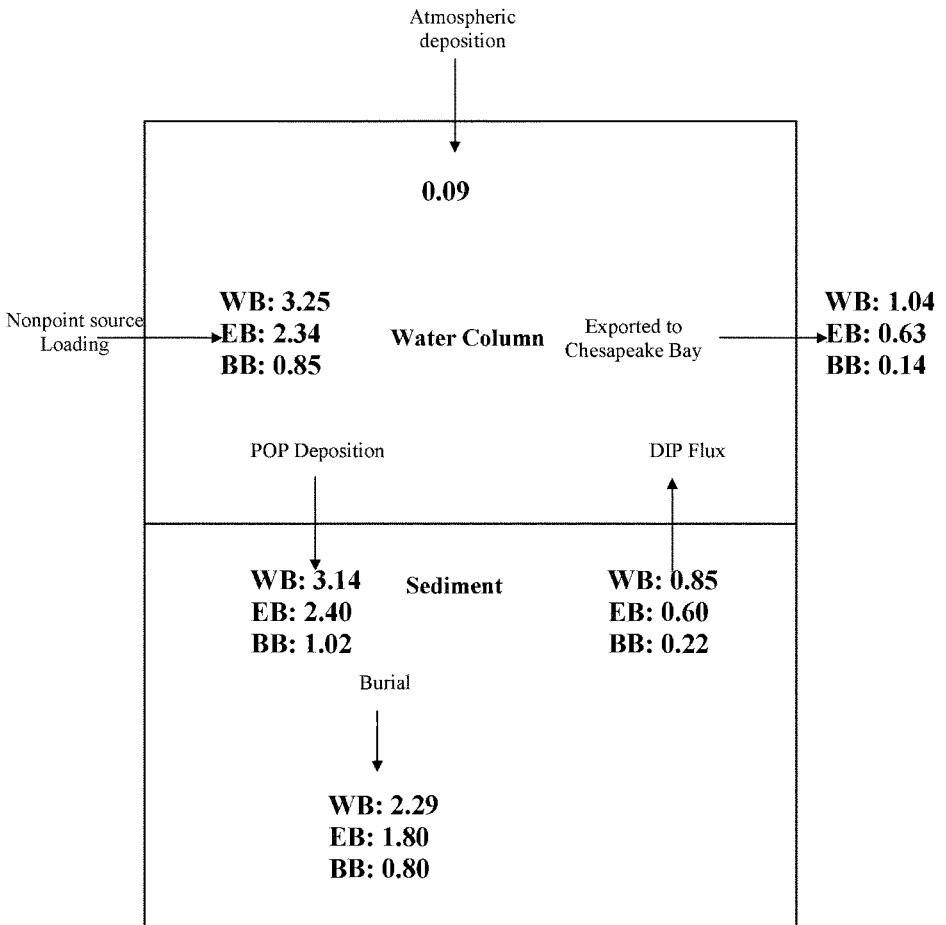 Atmospheric
deposition
0.09
Nonpoint source
Loading
WB: 3.25
EB: 2.34
BB: 0.85
Water Column
Exported to
Chesapeake Bay
WB: 1.04
EB: 0.63
BB: 0.14
POP Deposition
DIP Flux
WB: 3.14
EB: 2.40
BB: 1.02
Sediment
WB: 0.85
EB: 0.60
BB: 0.22
Burial
WB: 2.29
EB: 1.80
BB: 0.80